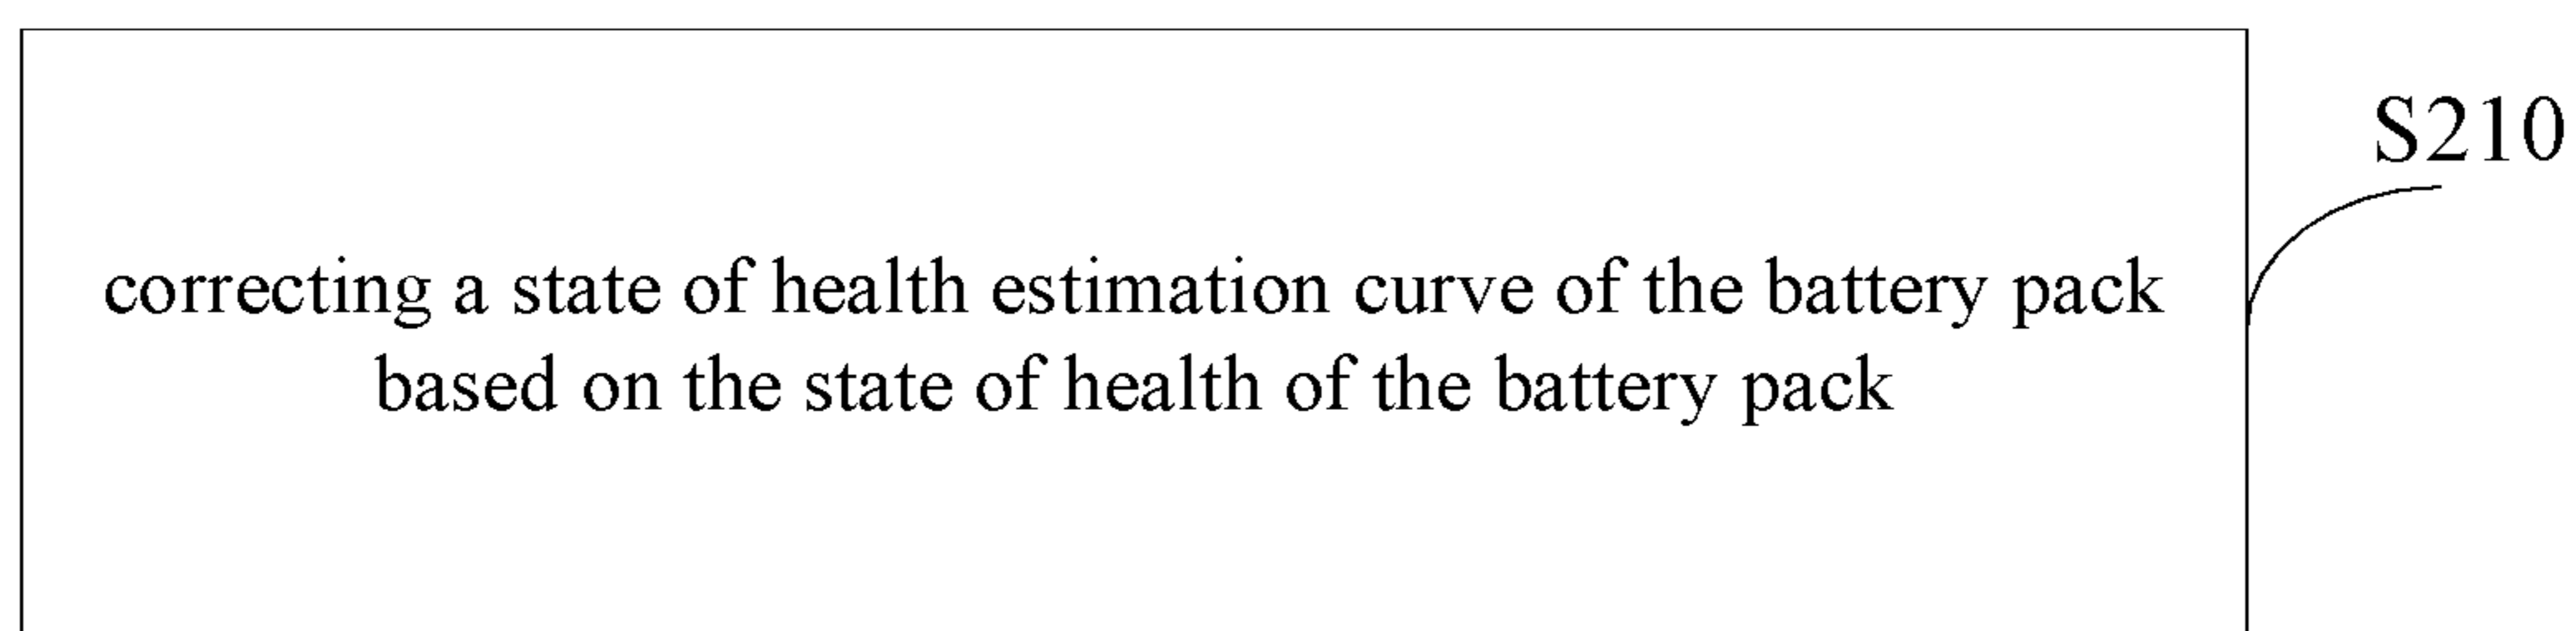 S210
correcting a state of health estimation curve of the battery pack
based on the state of health of the battery pack